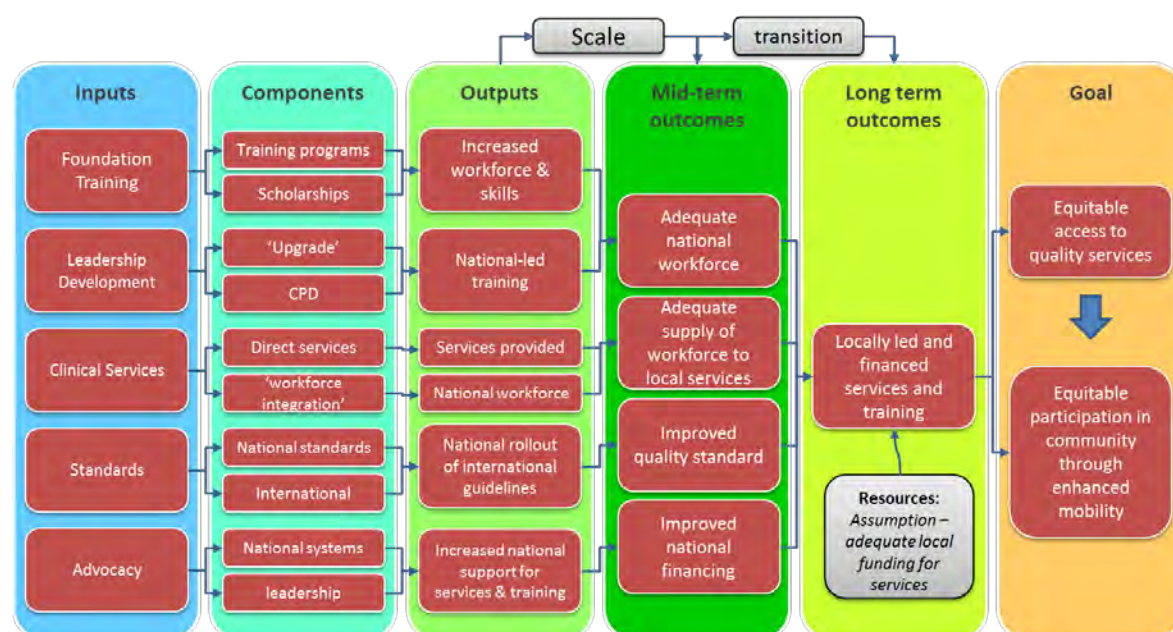 Scale
transition
Inputs
Foundation
Training
Leadership
Development
Clinical Services
Standards
Advocacy
Components
Training programs
Scholarships
‘Upgrade’
CPD
Direct services
‘workforce
integration’
National standards
International
National systems
leadership
Outputs
Increased
workforce &
skills
National-led
training
Services provided
National workforce
National rollout
of international
guidelines
Increased national
support for
services & training
Mid-term
outcomes
Adequate
national
workforce
Adequate
supply of
workforce to
local services
Improved
quality standard
Improved
national
financing
Long term
outcomes
Locally led and
financed
services and
training
Resources:
Assumption –
adequate local
funding for
services
Goal
Equitable
access to
quality services
Equitable
participation in
community
through
enhanced
mobility